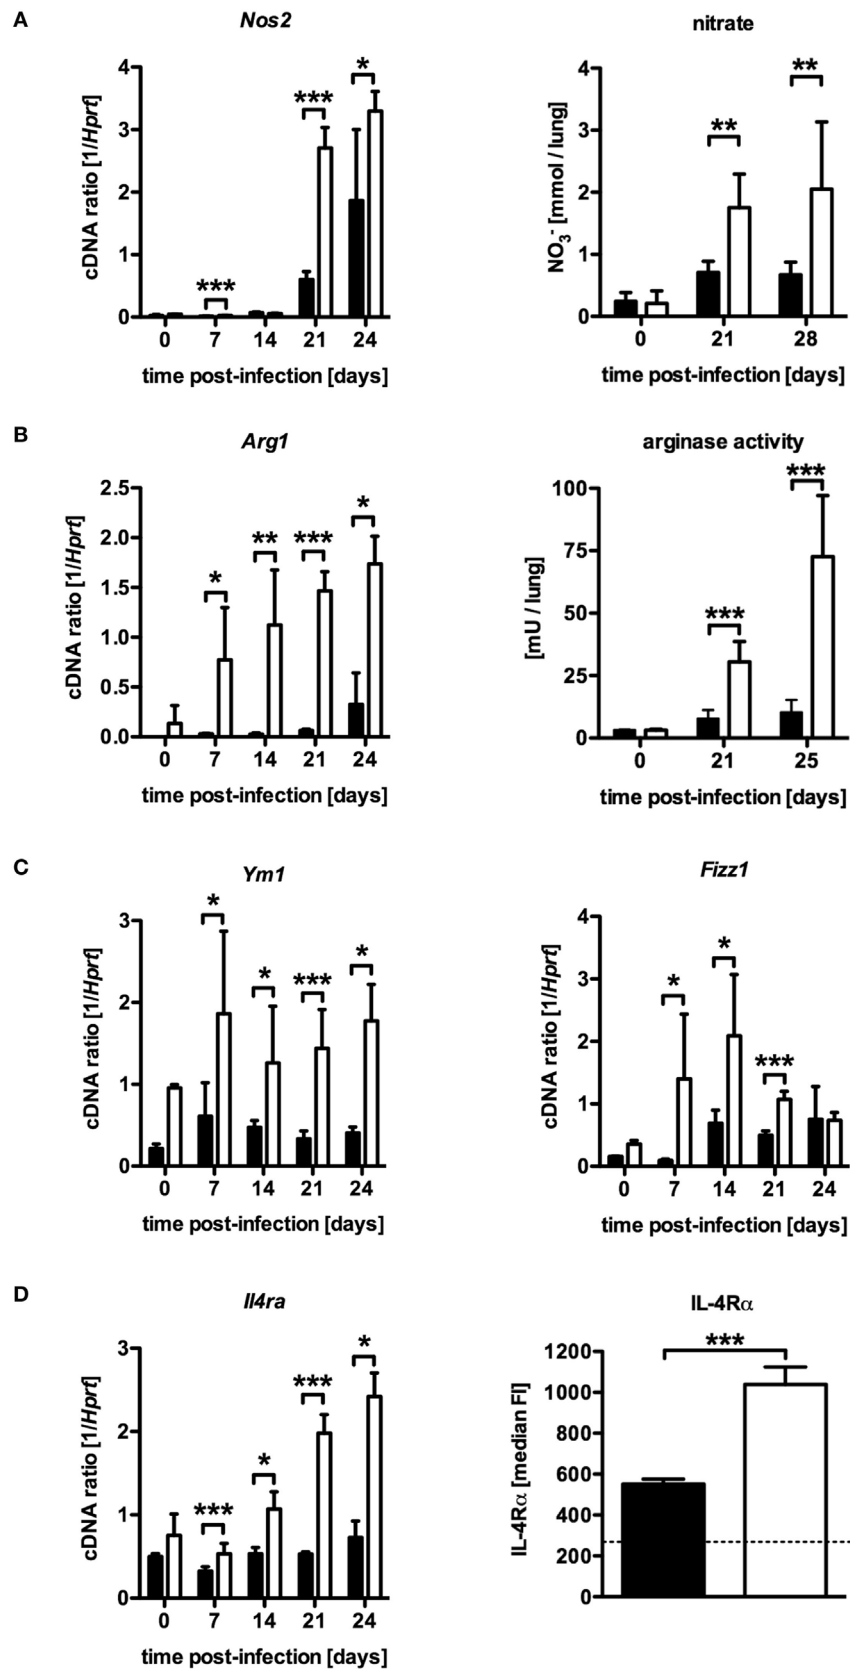 A
Nos2
nitrate
cDNA ratio [1/Hprt]
4
3
2
1
0
***
***
*
0 7 14 21 24
time post-infection [days]
NO3- [mmol / lung]
4
3
2
1
0
**
**
0 21 28
time post-infection [days]
B
Arg1
arginase activity
cDNA ratio [1/Hprt]
2.5
2.0
1.5
1.0
0.5
0.0
*
**
***
*
0 7 14 21 24
time post-infection [days]
[mU / lung]
100
75
50
25
0
***
***
0 21 25
time post-infection [days]
C
Ym1
Fizz1
cDNA ratio [1/Hprt]
3
2
1
0
*
*
***
*
0 7 14 21 24
time post-infection [days]
cDNA ratio [1/Hprt]
4
3
2
1
0
*
*
***
0 7 14 21 24
time post-infection [days]
D
Il4ra
IL-4Rα
cDNA ratio [1/Hprt]
3
2
1
0
***
*
***
*
0 7 14 21 24
time post-infection [days]
IL-4Rα [median FI]
1200
1000
800
600
400
200
0
***